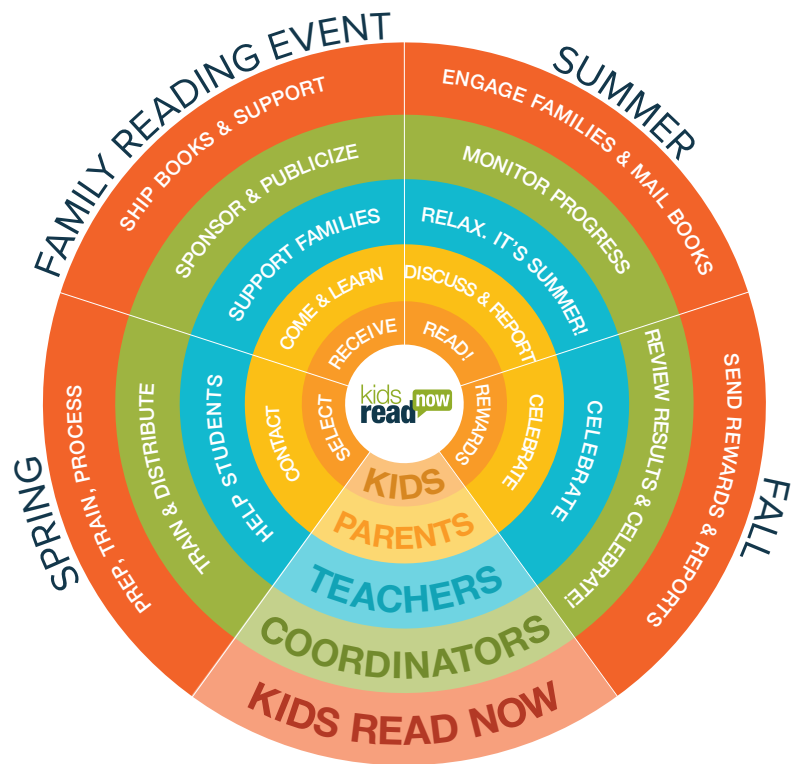 FAMILY READING EVENT
SHIP BOOKS & SUPPORT
SPONSOR & PUBLICIZE
SUPPORT FAMILIES
COME & LEARN
RECEIVE
SUMMER
ENGAGE FAMILIES & MAIL BOOKS
MONITOR PROGRESS
RELAX. IT'S SUMMER!
DISCUSS & REPORT
READ!
FALL
SEND REWARDS & REPORTS
REVIEW RESULTS & CELEBRATE!
CELEBRATE
CELEBRATE
REWARDS
SPRING
PREP, TRAIN, PROCESS
TRAIN & DISTRIBUTE
HELP STUDENTS
CONTACT
SELECT
kids
read now
KIDS
PARENTS
TEACHERS
COORDINATORS
KIDS READ NOW